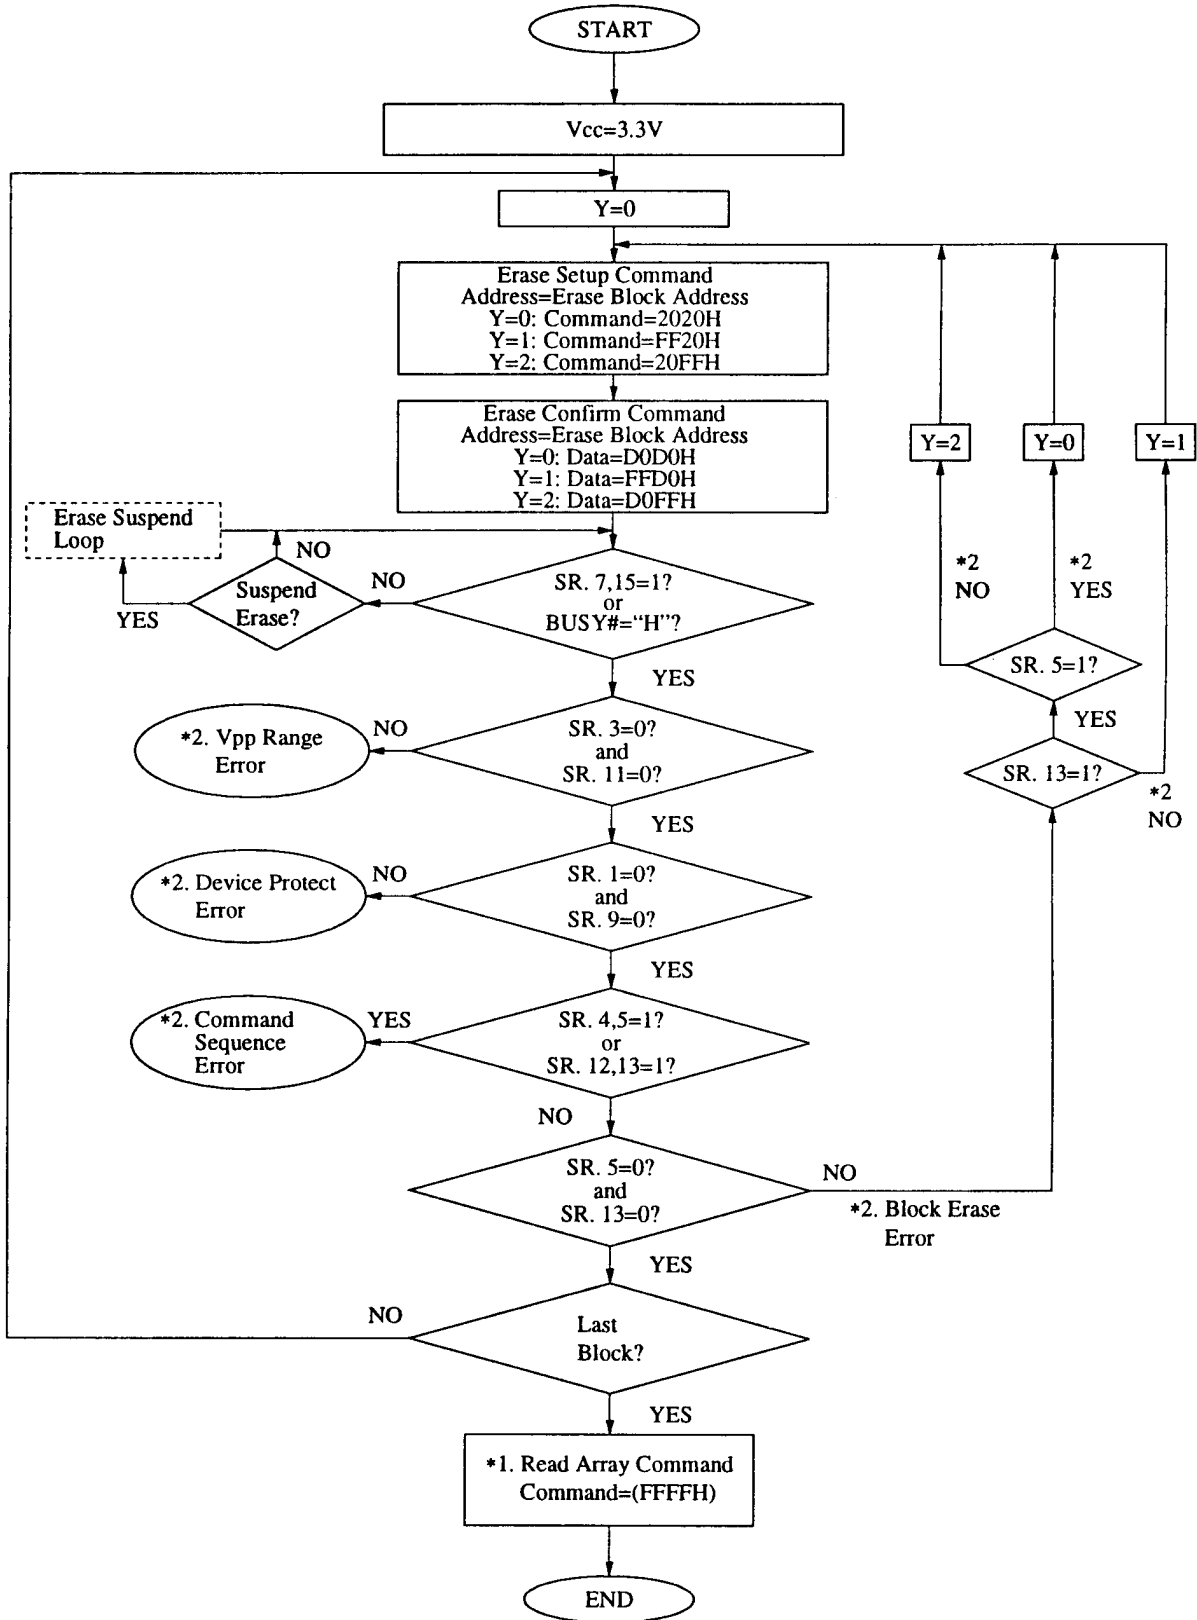 START
Vcc=3.3V
Y=0
Erase Setup Command
Address=Erase Block Address
Y=0: Command=2020H
Y=1: Command=FF20H
Y=2: Command=20FFH
Erase Confirm Command
Address=Erase Block Address
Y=0: Data=D0D0H
Y=1: Data=FFD0H
Y=2: Data=D0FFH
Y=2
Y=0
Y=1
Erase Suspend
Loop
NO
YES
Suspend
Erase?
NO
SR. 7,15=1?
or
BUSY#="H"?
YES
*2
NO
*2
YES
SR. 5=1?
YES
SR. 13=1?
*2
NO
*2. Vpp Range
Error
NO
SR. 3=0?
and
SR. 11=0?
YES
*2. Device Protect
Error
NO
SR. 1=0?
and
SR. 9=0?
YES
*2. Command
Sequence
Error
YES
SR. 4,5=1?
or
SR. 12,13=1?
NO
SR. 5=0?
and
SR. 13=0?
NO
*2. Block Erase
Error
YES
NO
Last
Block?
YES
*1. Read Array Command
Command=(FFFFH)
END